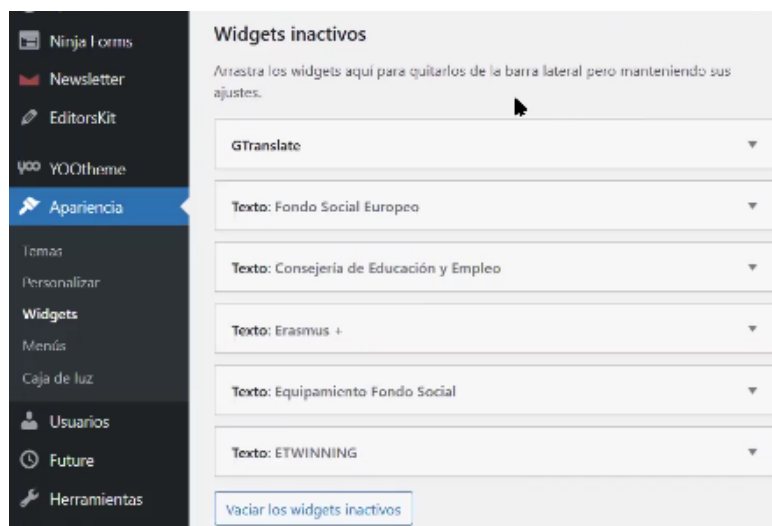 Ninja Forms
Newsletter
EditorsKit
yoo YOOtheme
Apariencia
Temas
Personalizar
Widgets
Menús
Caja de luz
Usuarios
Future
Herramientas
Widgets inactivos
Arrastra los widgets aquí para quitarlos de la barra lateral pero manteniendo sus
ajustes.
GTranslate
Texto: Fondo Social Europeo
Texto: Consejería de Educación y Empleo
Texto: Erasmus +
Texto: Equipamiento Fondo Social
Texto: ETWINNING
Vaciar los widgets inactivos